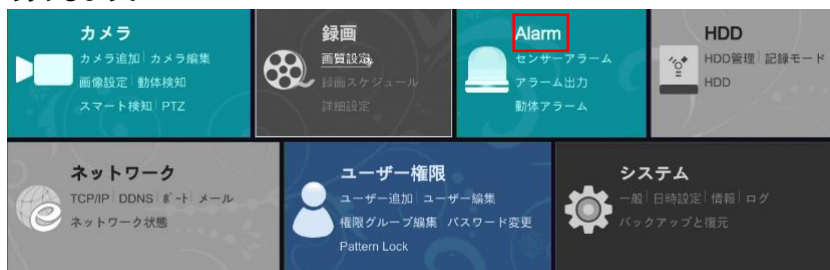 カメラ
カメラ追加 カメラ編集
画像設定 動体検知
スマート検知 PTZ
録画
画質設定
録画スケジュール
詳細設定
Alarm
センサーアラーム
アラーム出力
動体アラーム
HDD
HDD管理 記録モード
HDD
ネットワーク
TCP/IP DDNS ﾎﾟｰﾄ メール
ネットワーク状態
ユーザー権限
ユーザー追加 ユーザー編集
権限グループ編集 パスワード変更
Pattern Lock
システム
一般 日時設定 情報 ログ
バックアップと復元